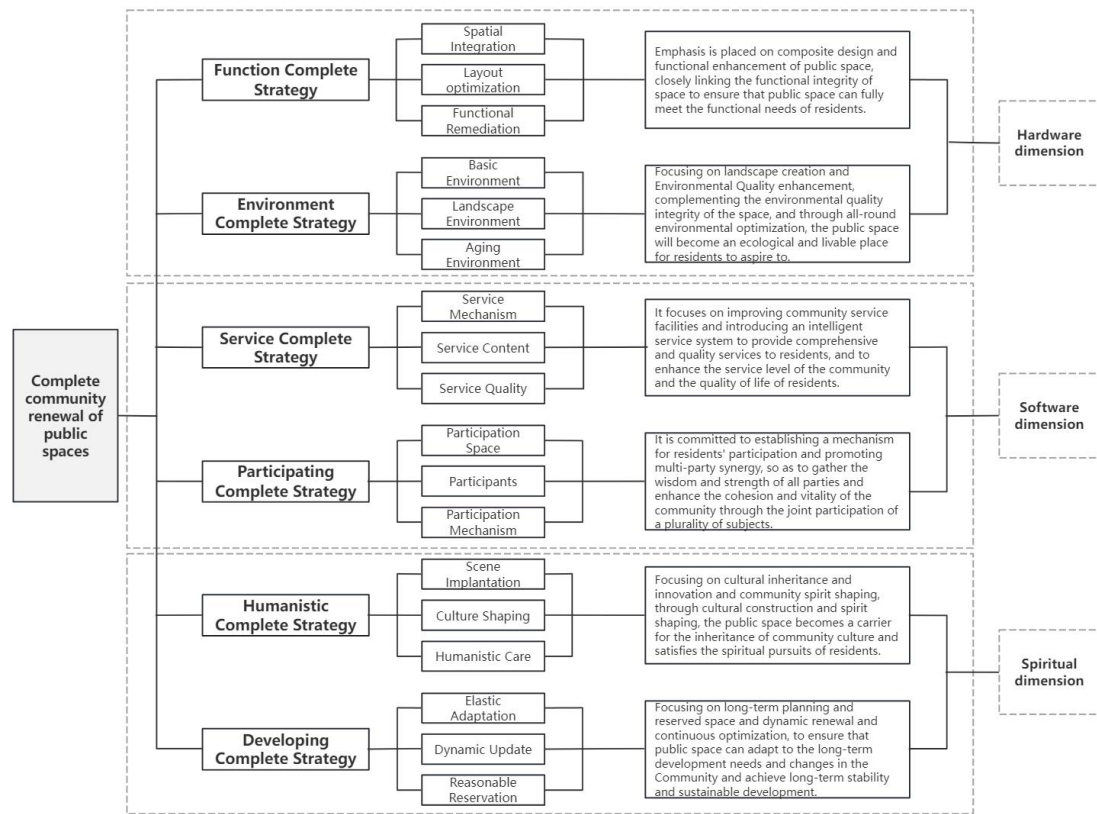 Complete
community
renewal of
public
spaces
Function Complete
Strategy
Spatial
Integration
Layout
optimization
Functional
Remediation
Emphasis is placed on composite design and
functional enhancement of public space,
closely linking the functional integrity of
space to ensure that public space can fully
meet the functional needs of residents.
Environment
Complete Strategy
Basic
Environment
Landscape
Environment
Aging
Environment
Focusing on landscape creation and
Environmental Quality enhancement,
complementing the environmental quality
integrity of the space, and through all-round
environmental optimization, the public space
will become an ecological and livable place
for residents to aspire to.
Hardware
dimension
Service Complete
Strategy
Service
Mechanism
Service Content
Service Quality
It focuses on improving community service
facilities and introducing an intelligent
service system to provide comprehensive
and quality services to residents, and to
enhance the service level of the community
and the quality of life of residents.
Participating
Complete Strategy
Participation
Space
Participants
Participation
Mechanism
It is committed to establishing a mechanism
for residents' participation and promoting
multi-party synergy, so as to gather the
wisdom and strength of all parties and
enhance the cohesion and vitality of the
community through the joint participation of
a plurality of subjects.
Software
dimension
Humanistic
Complete Strategy
Scene
Implantation
Culture Shaping
Humanistic Care
Focusing on cultural inheritance and
innovation and community spirit shaping,
through cultural construction and spirit
shaping, the public space becomes a carrier
for the inheritance of community culture and
satisfies the spiritual pursuits of residents.
Developing
Complete Strategy
Elastic
Adaptation
Dynamic Update
Reasonable
Reservation
Focusing on long-term planning and
reserved space and dynamic renewal and
continuous optimization, to ensure that
public space can adapt to the long-term
development needs and changes in the
Community and achieve long-term stability
and sustainable development.
Spiritual
dimension